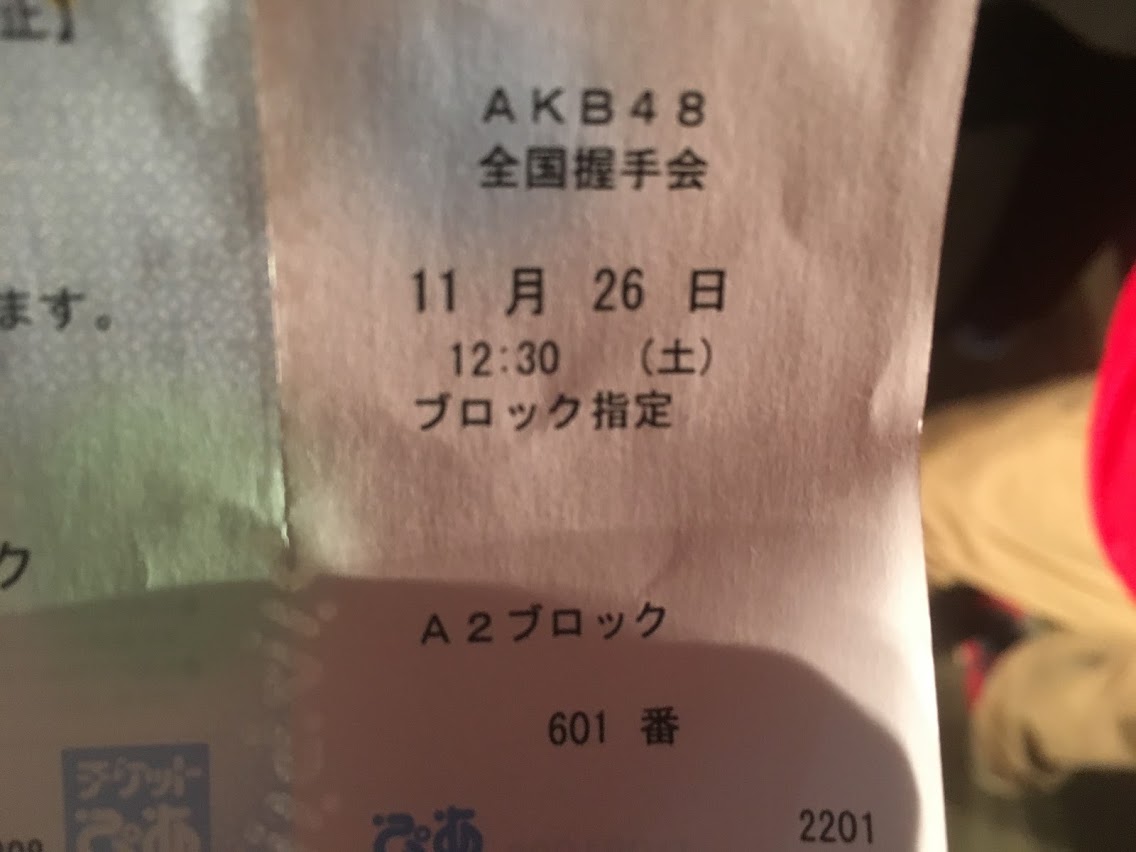 正】
ＡＫＢ４８
全国握手会
11 月 26 日
ます。
12:30 (土)
ブロック指定
ク
Ａ２ブロック
601 番
チケット
ぴあ
ぴあ
2201